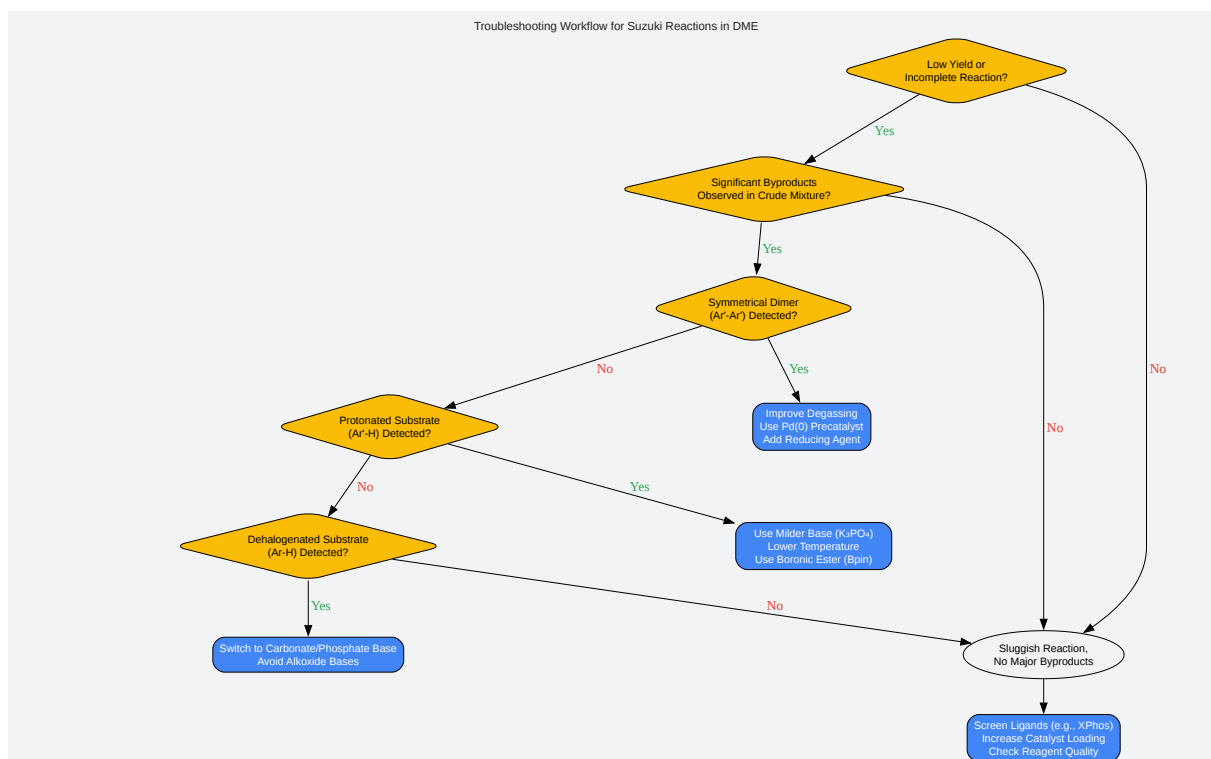 Troubleshooting Workflow for Suzuki Reactions in DME
Low Yield or
Incomplete Reaction?
Yes
Significant Byproducts
Observed in Crude Mixture?
Yes
Symmetrical Dimer
(Ar'-Ar') Detected?
No
Yes
No
Improve Degassing
Use Pd(0) Precatalyst
Add Reducing Agent
Protonated Substrate
(Ar'-H) Detected?
No
No
Yes
Use Milder Base (K₃PO₄)
Lower Temperature
Use Boronic Ester (Bpin)
Dehalogenated Substrate
(Ar-H) Detected?
Yes
No
Switch to Carbonate/Phosphate Base
Avoid Alkoxide Bases
Sluggish Reaction,
No Major Byproducts
Screen Ligands (e.g., XPhos)
Increase Catalyst Loading
Check Reagent Quality